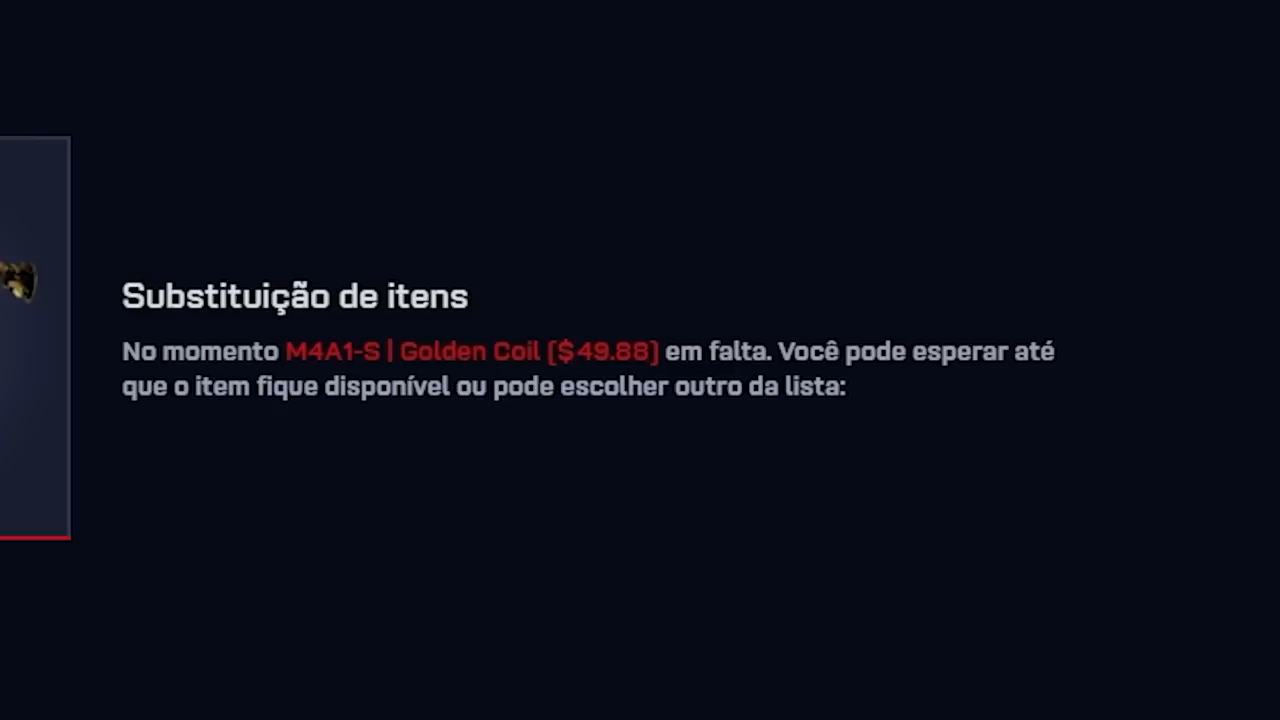 Substituição de itens
No momento M4A1-S | Golden Coil ($49.88) em falta. Você pode esperar até
que o item fique disponível ou pode escolher outro da lista: